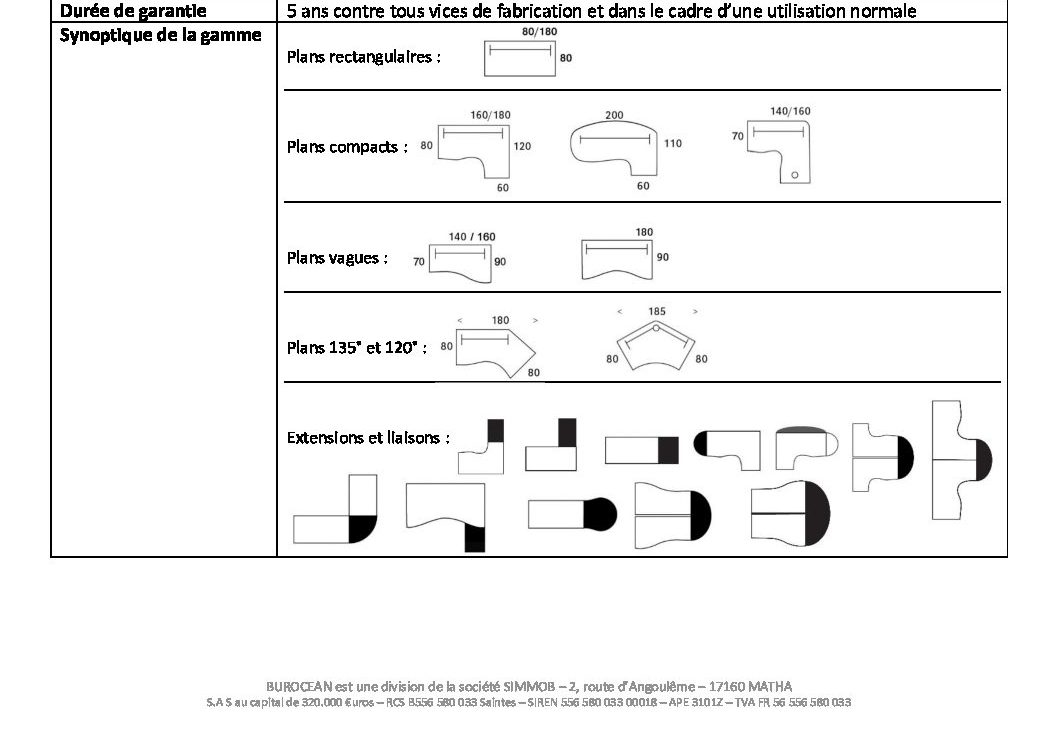 Durée de garantie 5 ans contre tous vices de fabrication et dans le cadre d’une utilisation normale
Synoptique de la gamme
Plans rectangulaires :
80/180
80
Plans compacts :
160/180
80
120
60
200
110
60
140/160
70
Plans vagues :
140 / 160
70
90
180
90
Plans 135° et 120° :
< 180 >
80
80
< 185 >
80
80
Extensions et liaisons :
BUROCEAN est une division de la société SIMMOB – 2, route d’Angoulême – 17160 MATHA
S.A S au capital de 320.000 €uros – RCS B556 580 033 Saintes – SIREN 556 580 033 00018 – APE 3101Z – TVA FR 56 556 580 033